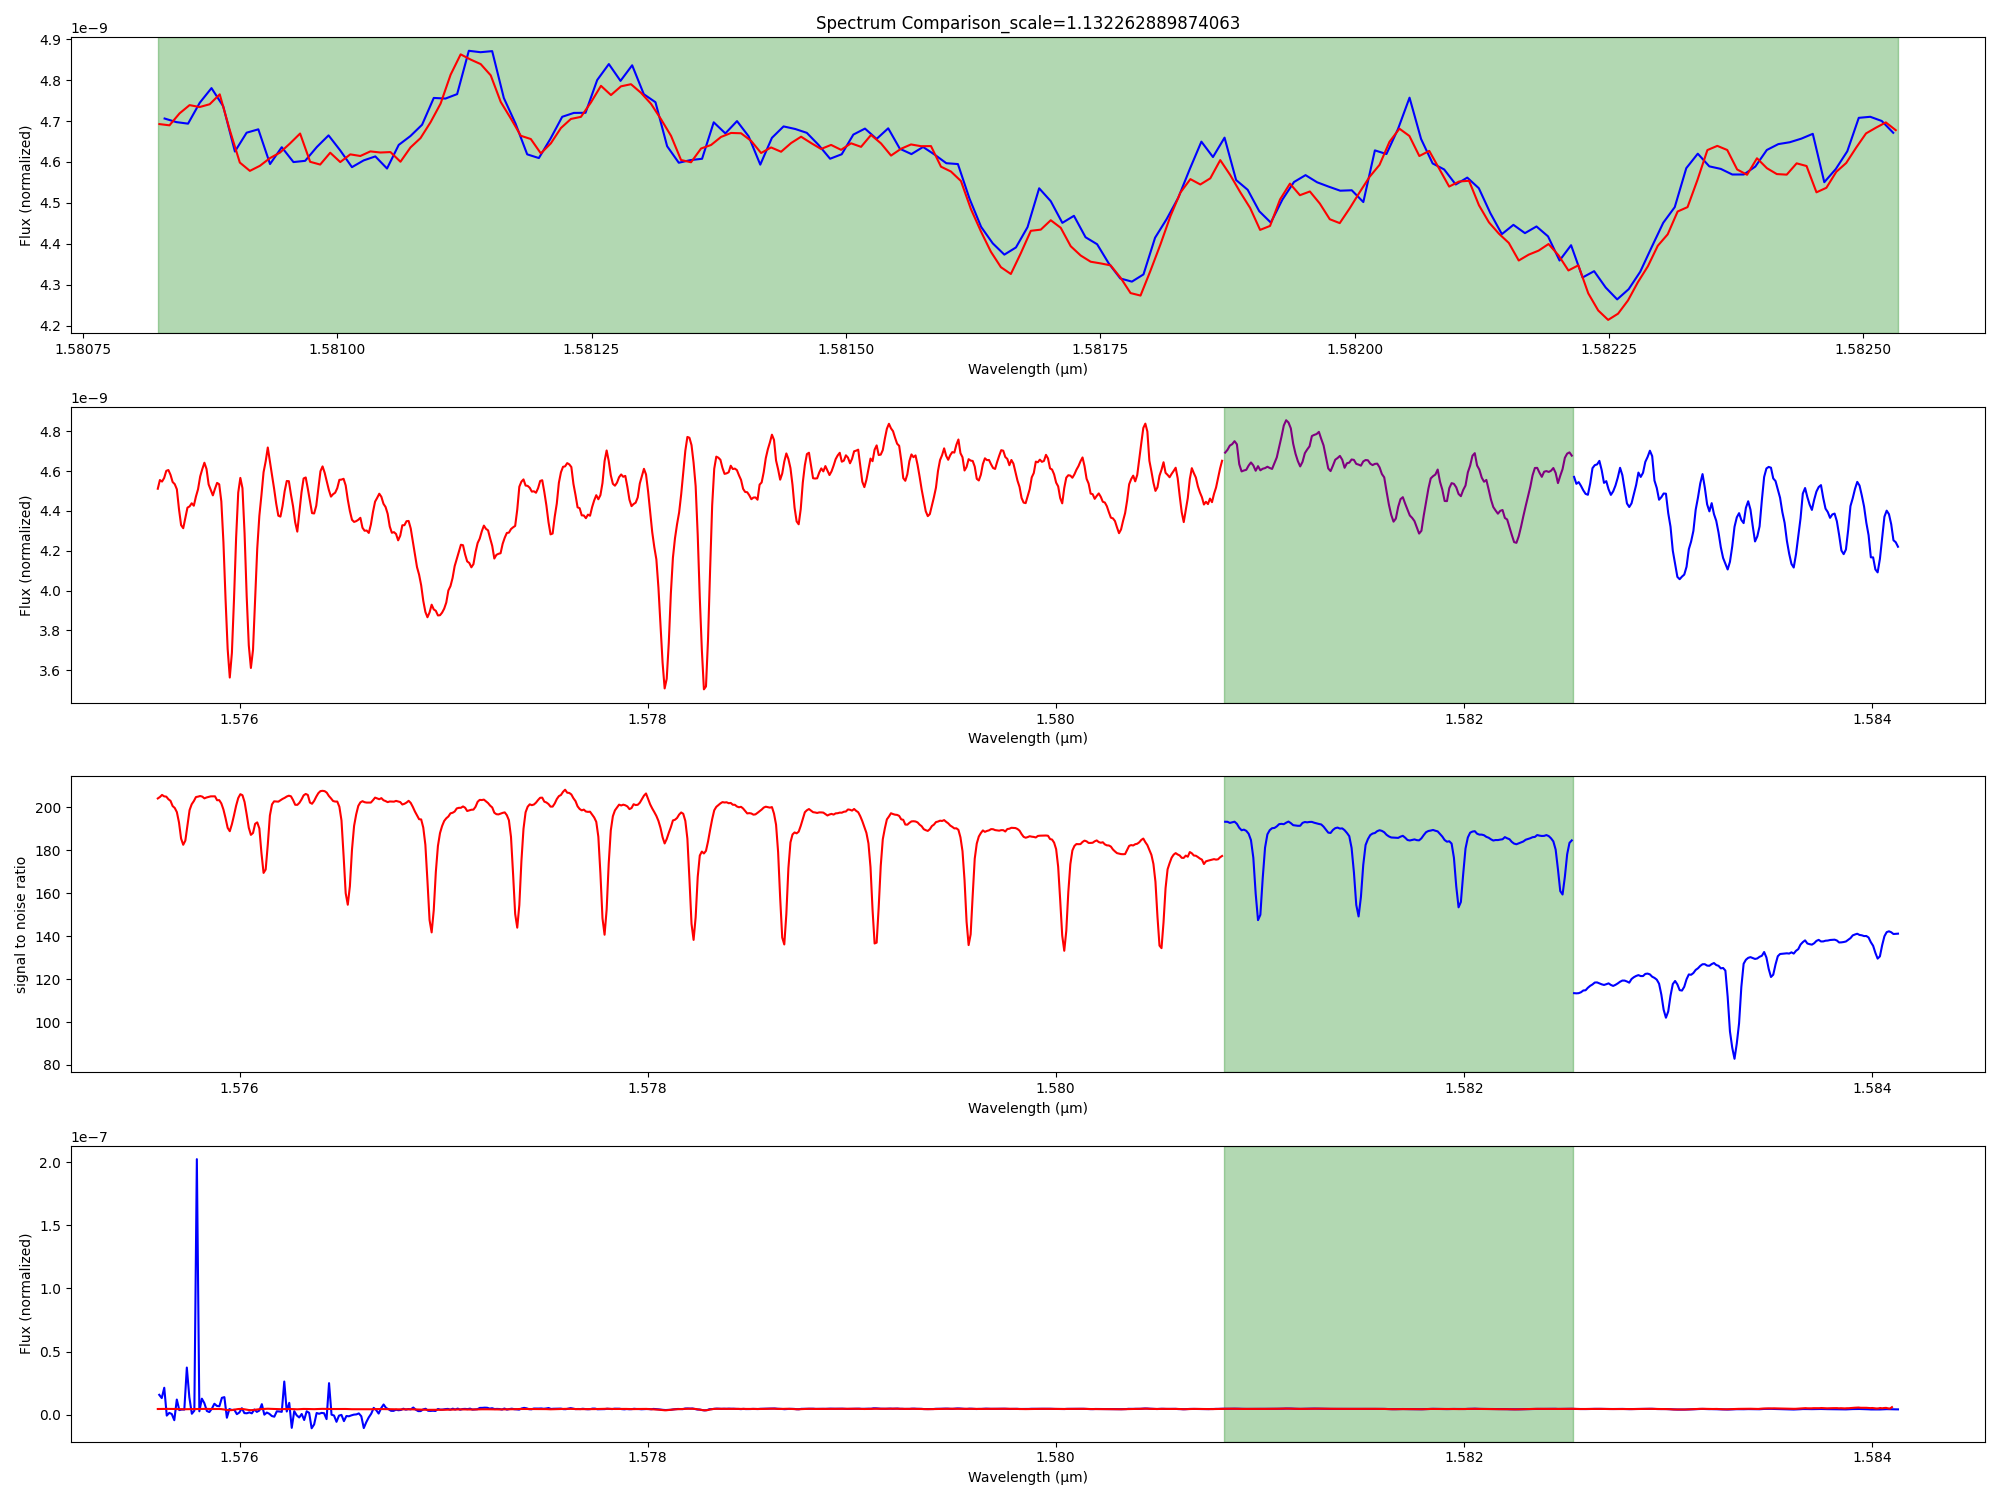 Spectrum Comparison_scale=1.132262889874063
1e−9
4.9
4.8
4.7
4.6
4.5
4.4
4.3
4.2
Flux (normalized)
1.58075 1.58100 1.58125 1.58150 1.58175 1.58200 1.58225 1.58250
Wavelength (μm)
1e−9
4.8
4.6
4.4
4.2
4.0
3.8
3.6
Flux (normalized)
1.576 1.578 1.580 1.582 1.584
Wavelength (μm)
200
180
160
140
120
100
80
signal to noise ratio
1.576 1.578 1.580 1.582 1.584
Wavelength (μm)
1e−7
2.0
1.5
1.0
0.5
0.0
Flux (normalized)
1.576 1.578 1.580 1.582 1.584
Wavelength (μm)